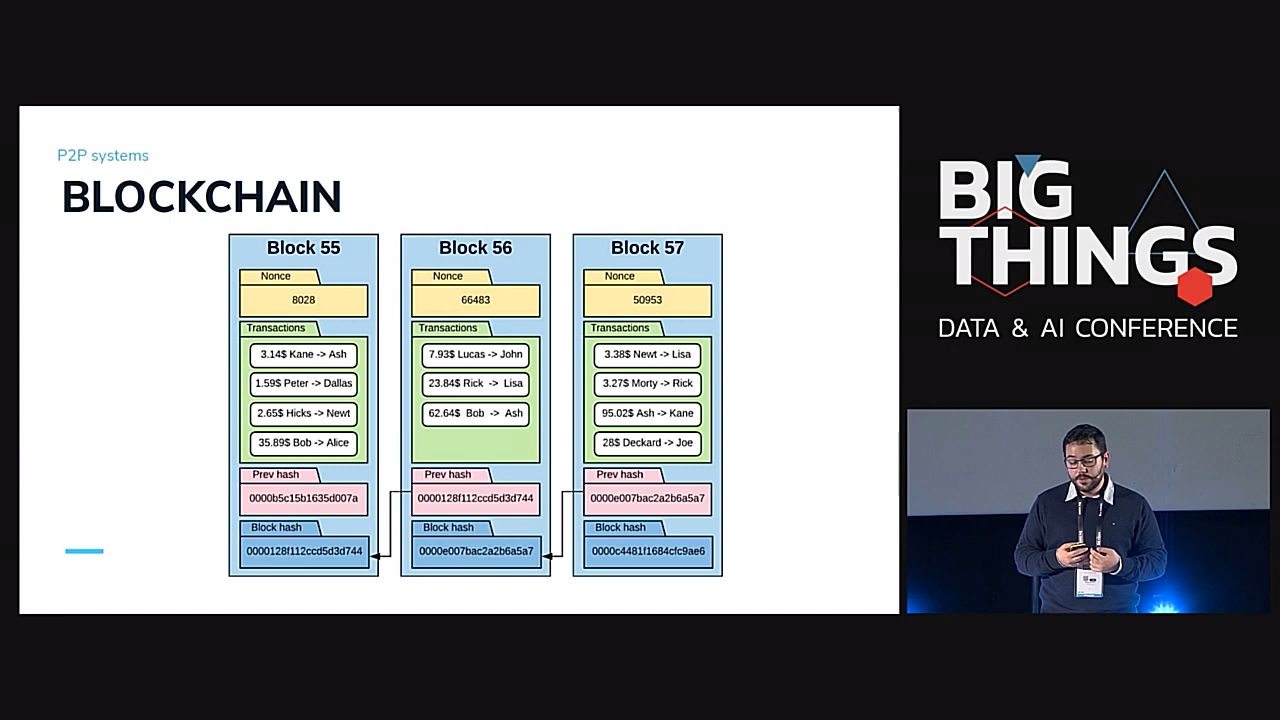 P2P systems
BLOCKCHAIN
Block 55
Nonce
8028
Transactions
3.14$ Kane -> Ash
1.59$ Peter -> Dallas
2.65$ Hicks -> Newt
35.89$ Bob -> Alice
Prev hash
0000b5c15b1635d007a
Block hash
0000128f112ccd5d3d744
Block 56
Nonce
66483
Transactions
7.93$ Lucas -> John
23.84$ Rick -> Lisa
62.64$ Bob -> Ash
Prev hash
0000128f112ccd5d3d744
Block hash
0000e007bac2a2b6a5a7
Block 57
Nonce
50953
Transactions
3.38$ Newt -> Lisa
3.27$ Morty -> Rick
95.02$ Ash -> Kane
28$ Deckard -> Joe
Prev hash
0000e007bac2a2b6a5a7
Block hash
0000c4481f1684cfc9ae6
BIG
THINGS
DATA & AI CONFERENCE